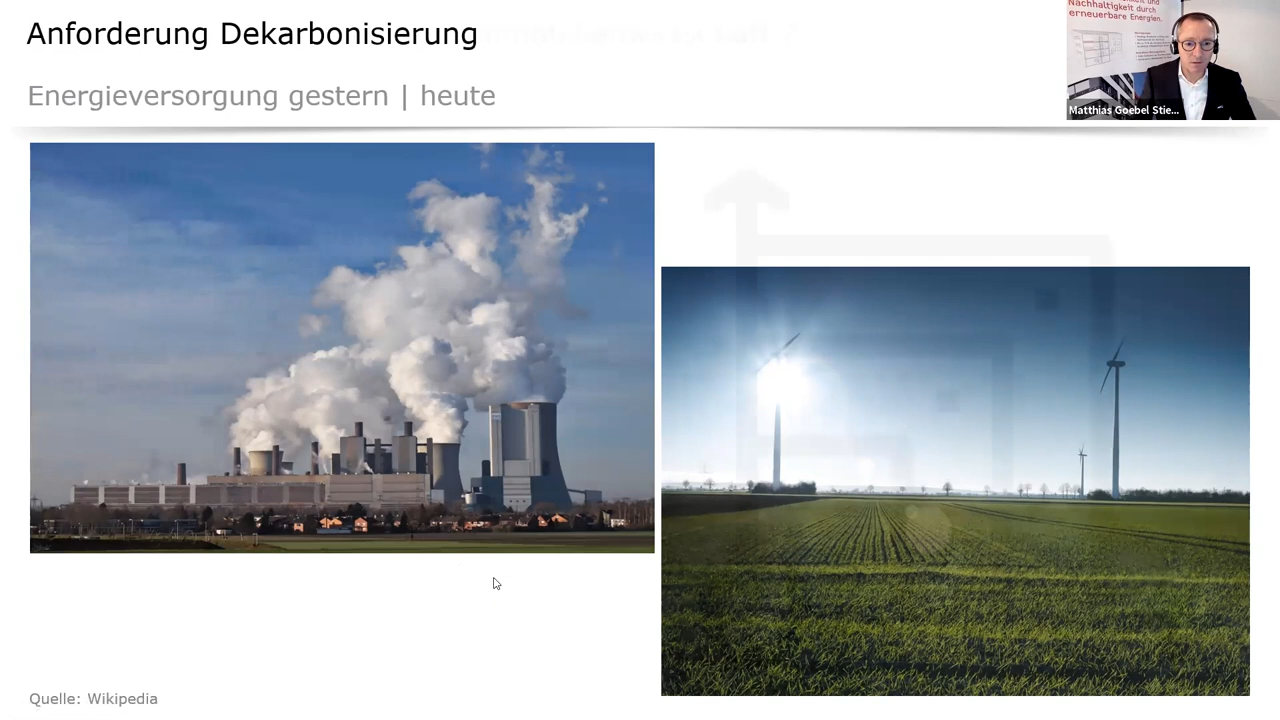 Anforderung Dekarbonisierung
Energieversorgung gestern | heute
Nachhaltigkeit durch
erneuerbare Energien.
Matthias Goebel Stie...
Quelle: Wikipedia